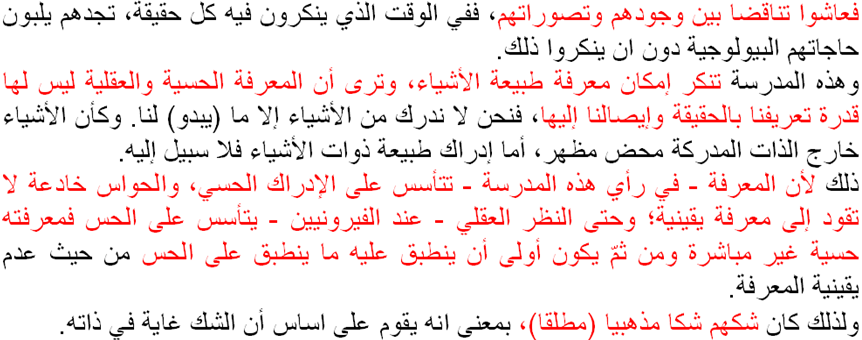 فعاشوا تناقضا بين وجودهم وتصوراتهم، ففي الوقت الذي ينكرون فيه كل حقيقة، تجدهم يلبون
حاجاتهم البيولوجية دون ان ينكروا ذلك.
وهذه المدرسة تنكر إمكان معرفة طبيعة الأشياء، وترى أن المعرفة الحسية والعقلية ليس لها
قدرة تعريفنا بالحقيقة وإيصالنا إليها، فنحن لا ندرك من الأشياء إلا ما (يبدو) لنا. وكأن الأشياء
خارج الذات المدركة محض مظهر، أما إدراك طبيعة ذوات الأشياء فلا سبيل إليه.
ذلك لأن المعرفة - في رأي هذه المدرسة - تتأسس على الإدراك الحسي، والحواس خادعة لا
تقود إلى معرفة يقينية؛ وحتى النظر العقلي - عند الفيرونيين - يتأسس على الحس فمعرفته
حسية غير مباشرة ومن ثمّ يكون أولى أن ينطبق عليه ما ينطبق على الحس من حيث عدم
يقينية المعرفة.
ولذلك كان شكهم شكا مذهبيا (مطلقا)، بمعنى انه يقوم على اساس أن الشك غاية في ذاته.